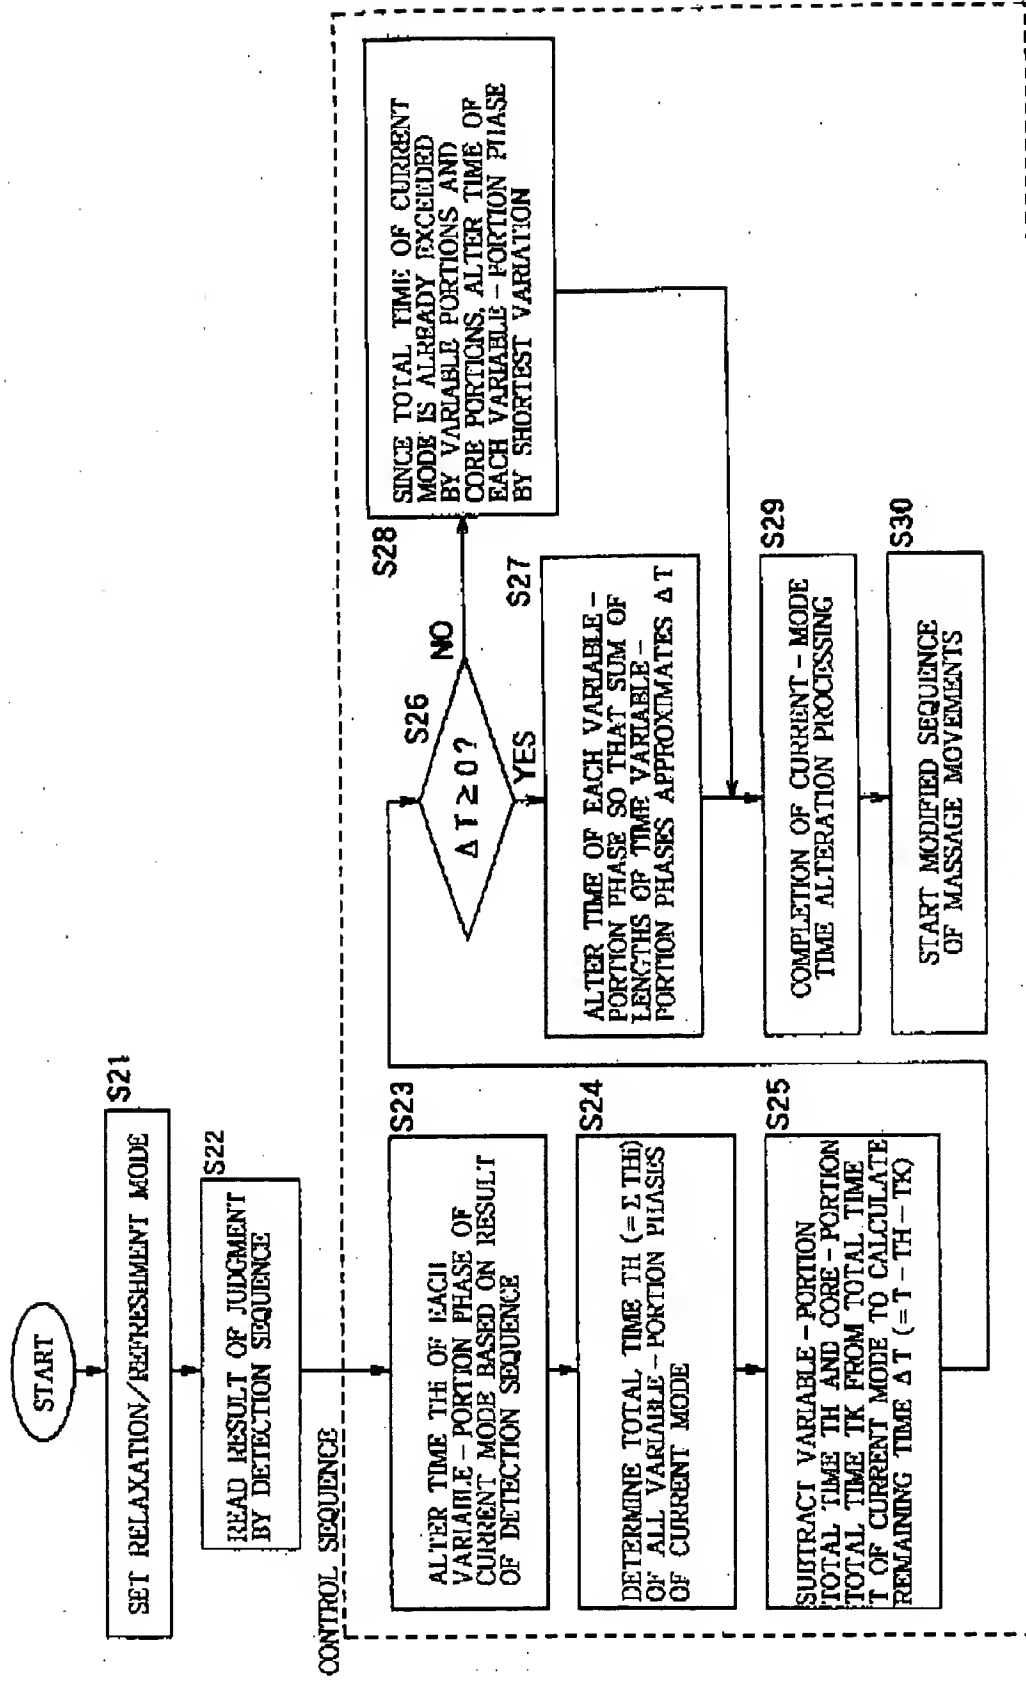 START
S21
SET RELAXATION/REFRESHMENT MODE
S22
READ RESULT OF JUDGMENT
BY DETECTION SEQUENCE
CONTROL SEQUENCE
S23
ALTER TIME THi OF EACH
VARIABLE-PORTION PHASE OF
CURRENT MODE BASED ON RESULT
OF DETECTION SEQUENCE
S24
DETERMINE TOTAL TIME TH (=Σ THi)
OF ALL VARIABLE-PORTION PHASES
OF CURRENT MODE
S25
SUBTRACT VARIABLE-PORTION
TOTAL TIME TH AND CORE-PORTION
TOTAL TIME TK FROM TOTAL TIME
T OF CURRENT MODE TO CALCULATE
REMAINING TIME Δ T (= T - TH - TK)
S26
Δ T ≥ 0 ?
NO
YES
S27
ALTER TIME OF EACH VARIABLE-
PORTION PHASE SO THAT SUM OF
LENGTHS OF TIME VARIABLE-
PORTION PHASES APPROXIMATES Δ T
S28
SINCE TOTAL TIME OF CURRENT
MODE IS ALREADY EXCEEDED
BY VARIABLE PORTIONS AND
CORE PORTIONS, ALTER TIME OF
EACH VARIABLE-PORTION PHASE
BY SHORTEST VARIATION
S29
COMPLETION OF CURRENT-MODE
TIME ALTERATION PROCESSING
S30
START MODIFIED SEQUENCE
OF MASSAGE MOVEMENTS